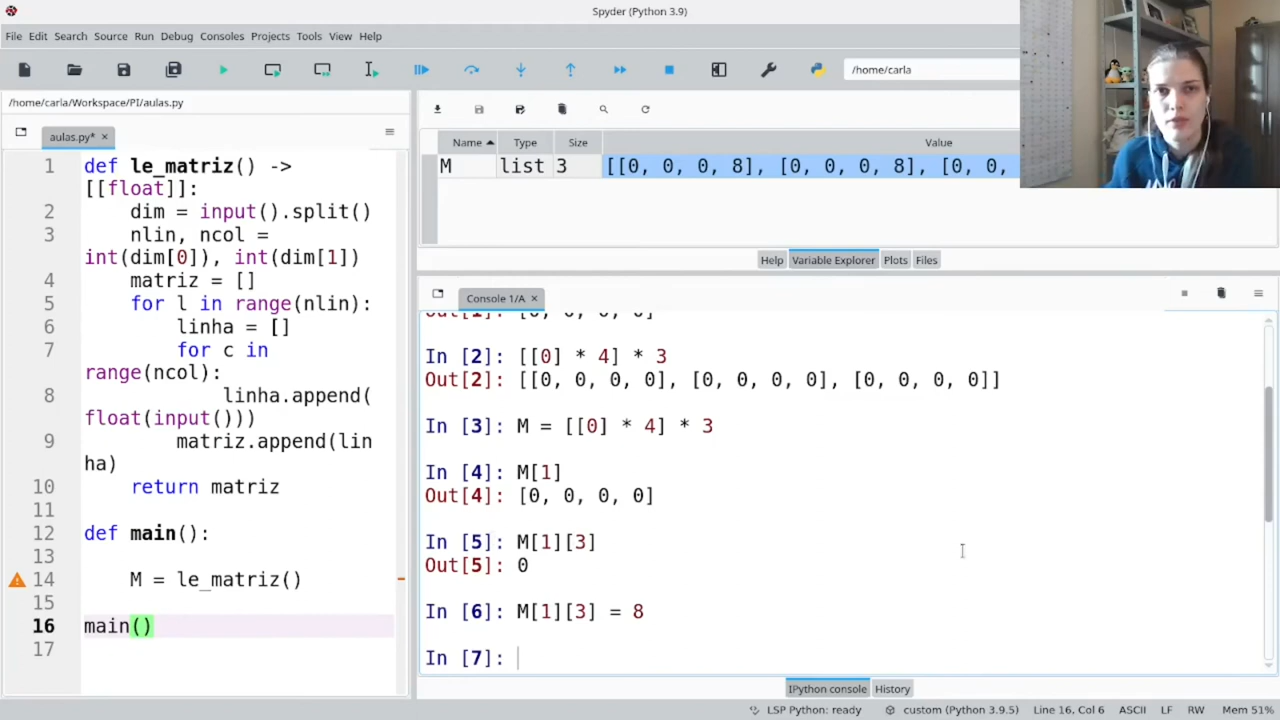 Spyder (Python 3.9)
File Edit Search Source Run Debug Consoles Projects Tools View Help
/home/carla
/home/carla/Workspace/PI/aulas.py
aulas.py*
1 def le_matriz() ->
[[float]]:
2 dim = input().split()
3 nlin, ncol =
int(dim[0]), int(dim[1])
4 matriz = []
5 for l in range(nlin):
6 linha = []
7 for c in
range(ncol):
8 linha.append(
float(input()))
9 matriz.append(lin
ha)
10 return matriz
11
12 def main():
13
14 M = le_matriz()
15
16 main()
17
Name Type Size Value
M list 3 [[0, 0, 0, 8], [0, 0, 0, 8], [0, 0,
Help Variable Explorer Plots Files
Console 1/A
Out[1]: [0, 0, 0, 0]
In [2]: [[0] * 4] * 3
Out[2]: [[0, 0, 0, 0], [0, 0, 0, 0], [0, 0, 0, 0]]
In [3]: M = [[0] * 4] * 3
In [4]: M[1]
Out[4]: [0, 0, 0, 0]
In [5]: M[1][3]
Out[5]: 0
In [6]: M[1][3] = 8
In [7]:
IPython console History
LSP Python: ready custom (Python 3.9.5) Line 16, Col 6 ASCII LF RW Mem 51%